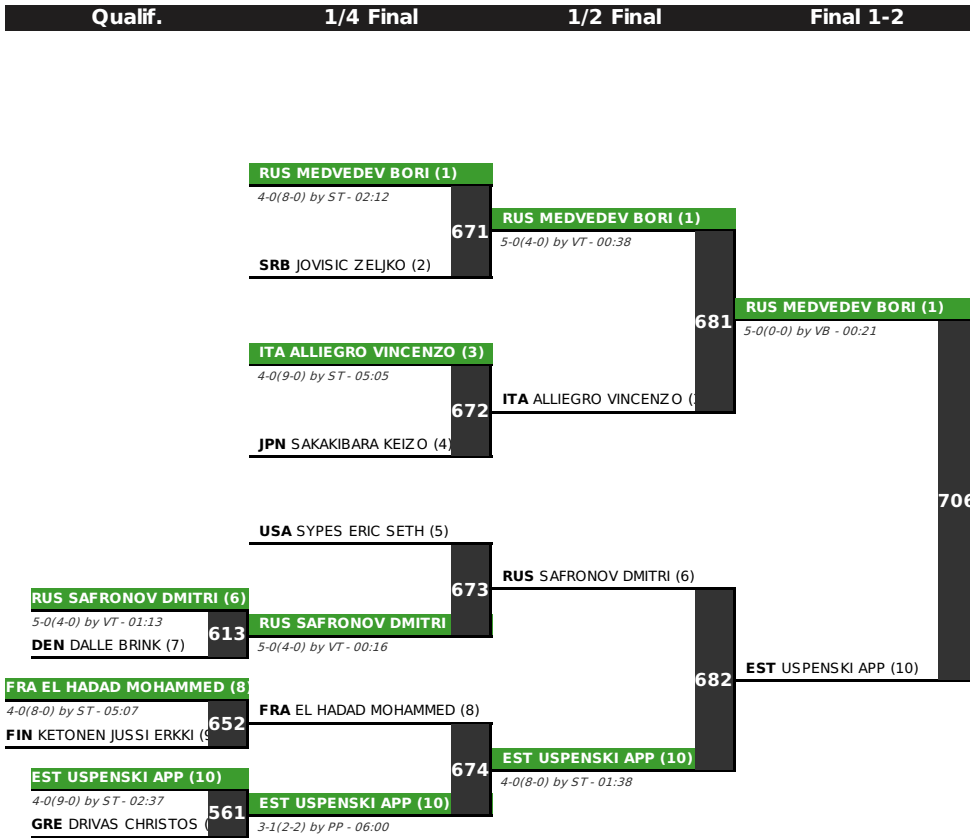 Qualif. 1/4 Final 1/2 Final Final 1-2
RUS MEDVEDEV BORI (1)
4-0(8-0) by ST - 02:12
671
SRB JOVISIC ZELJKO (2)
RUS MEDVEDEV BORI (1)
5-0(4-0) by VT - 00:38
681
RUS MEDVEDEV BORI (1)
5-0(0-0) by VB - 00:21
ITA ALLIEGRO VINCENZO (3)
4-0(9-0) by ST - 05:05
672
JPN SAKAKIBARA KEIZO (4)
ITA ALLIEGRO VINCENZO (
706
USA SYPES ERIC SETH (5)
673
RUS SAFRONOV DMITRI (6)
RUS SAFRONOV DMITRI (6)
5-0(4-0) by VT - 01:13
613
DEN DALLE BRINK (7)
RUS SAFRONOV DMITRI
5-0(4-0) by VT - 00:16
682
EST USPENSKI APP (10)
FRA EL HADAD MOHAMMED (8)
4-0(8-0) by ST - 05:07
652
FIN KETONEN JUSSI ERKKI (
FRA EL HADAD MOHAMMED (8)
674
EST USPENSKI APP (10)
4-0(8-0) by ST - 01:38
EST USPENSKI APP (10)
4-0(9-0) by ST - 02:37
561
GRE DRIVAS CHRISTOS (
EST USPENSKI APP (10)
3-1(2-2) by PP - 06:00